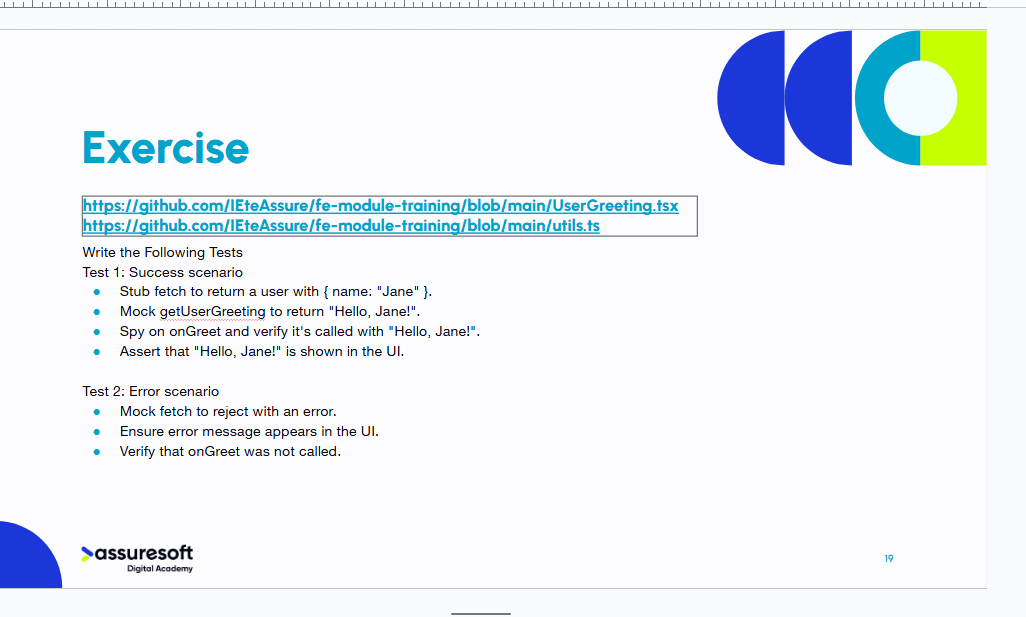 Exercise
https://github.com/IEteAssure/fe-module-training/blob/main/UserGreeting.tsx
https://github.com/IEteAssure/fe-module-training/blob/main/utils.ts
Write the Following Tests
Test 1: Success scenario
● Stub fetch to return a user with { name: "Jane" }.
● Mock getUserGreeting to return "Hello, Jane!".
● Spy on onGreet and verify it's called with "Hello, Jane!".
● Assert that "Hello, Jane!" is shown in the UI.
Test 2: Error scenario
● Mock fetch to reject with an error.
● Ensure error message appears in the UI.
● Verify that onGreet was not called.
assuresoft
Digital Academy
19